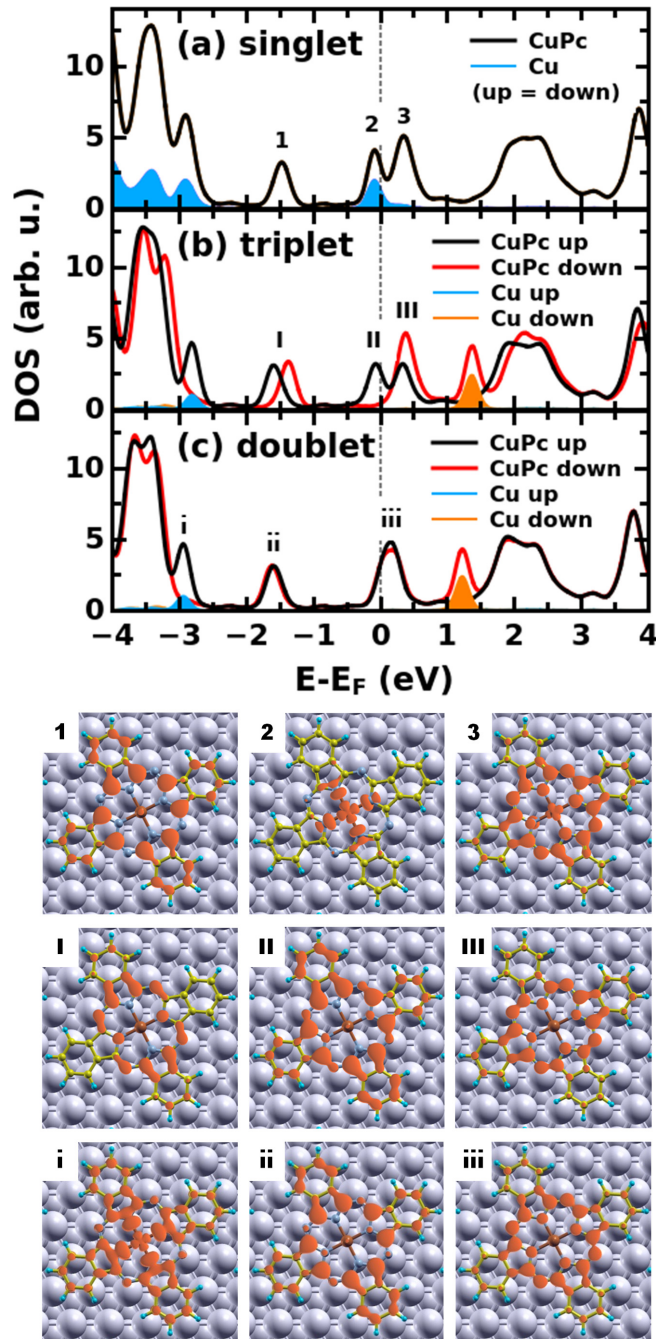 (a) singlet
CuPc
Cu
(up = down)
1
2
3
10
5
0
(b) triplet
CuPc up
CuPc down
Cu up
Cu down
I
II
III
10
5
0
(c) doublet
CuPc up
CuPc down
Cu up
Cu down
i
ii
iii
10
5
0
DOS (arb. u.)
−4 −3 −2 −1 0 1 2 3 4
E-E_F (eV)
1 2 3
I II III
i ii iii